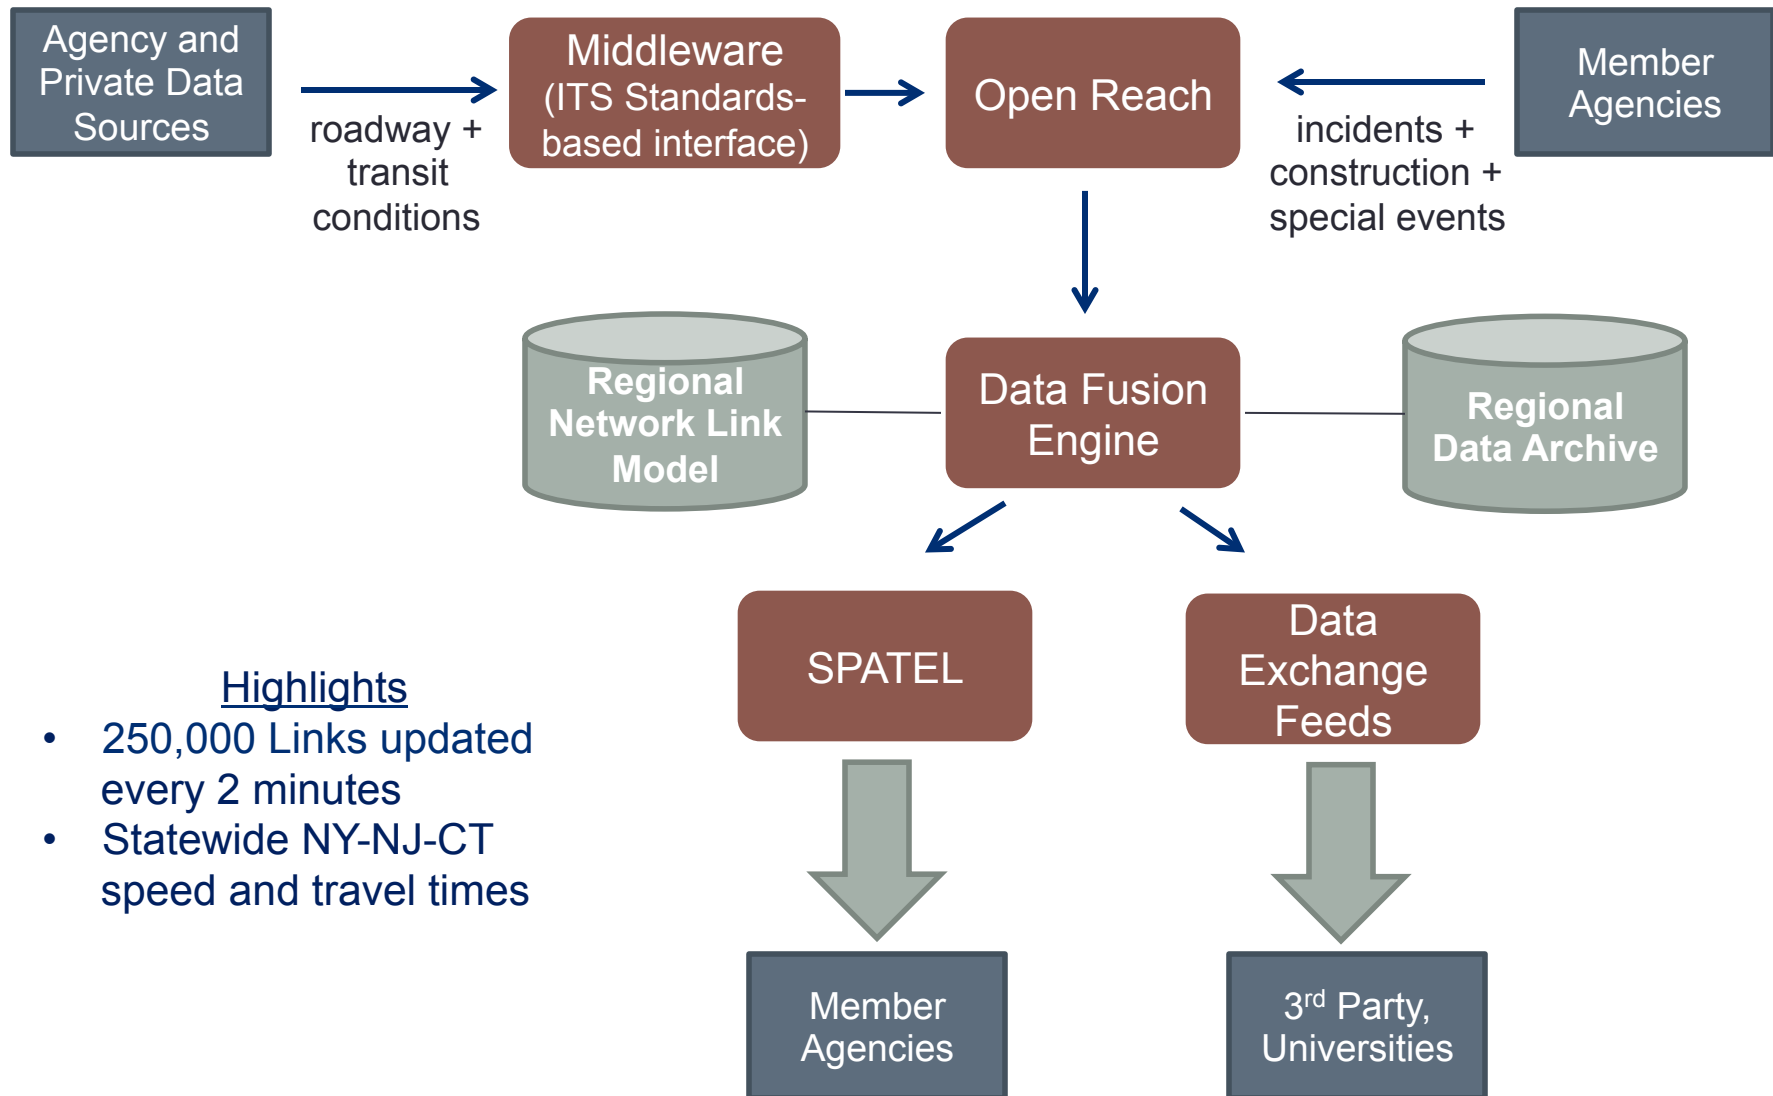 Agency and
Private Data
Sources
roadway +
transit
conditions
Middleware
(ITS Standards-
based interface)
Open Reach
incidents +
construction +
special events
Member
Agencies
Regional
Network Link
Model
Data Fusion
Engine
Regional
Data Archive
SPATEL
Data
Exchange
Feeds
Highlights
• 250,000 Links updated
every 2 minutes
• Statewide NY-NJ-CT
speed and travel times
Member
Agencies
3rd Party,
Universities